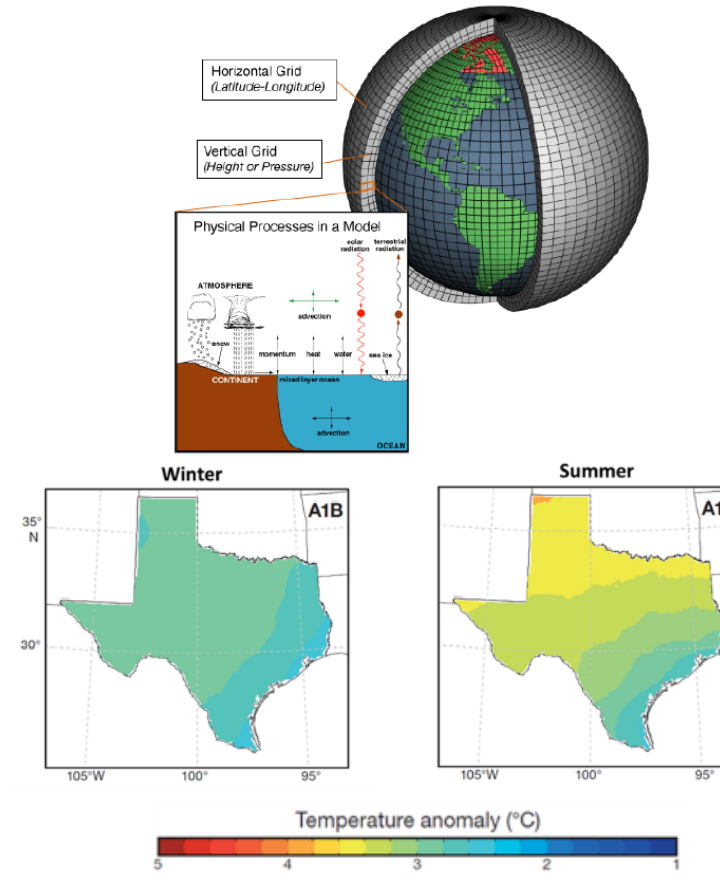 Horizontal Grid
(Latitude-Longitude)
Vertical Grid
(Height or Pressure)
Physical Processes in a Model
solar
radiation
terrestrial
radiation
ATMOSPHERE
advection
snow
momentum
heat
water
sea ice
CONTINENT
mixed layer ocean
advection
OCEAN
Winter
Summer
A1B
A1
35°
N
30°
105°W
100°
95°
105°W
100°
95°
Temperature anomaly (°C)
5
4
3
2
1